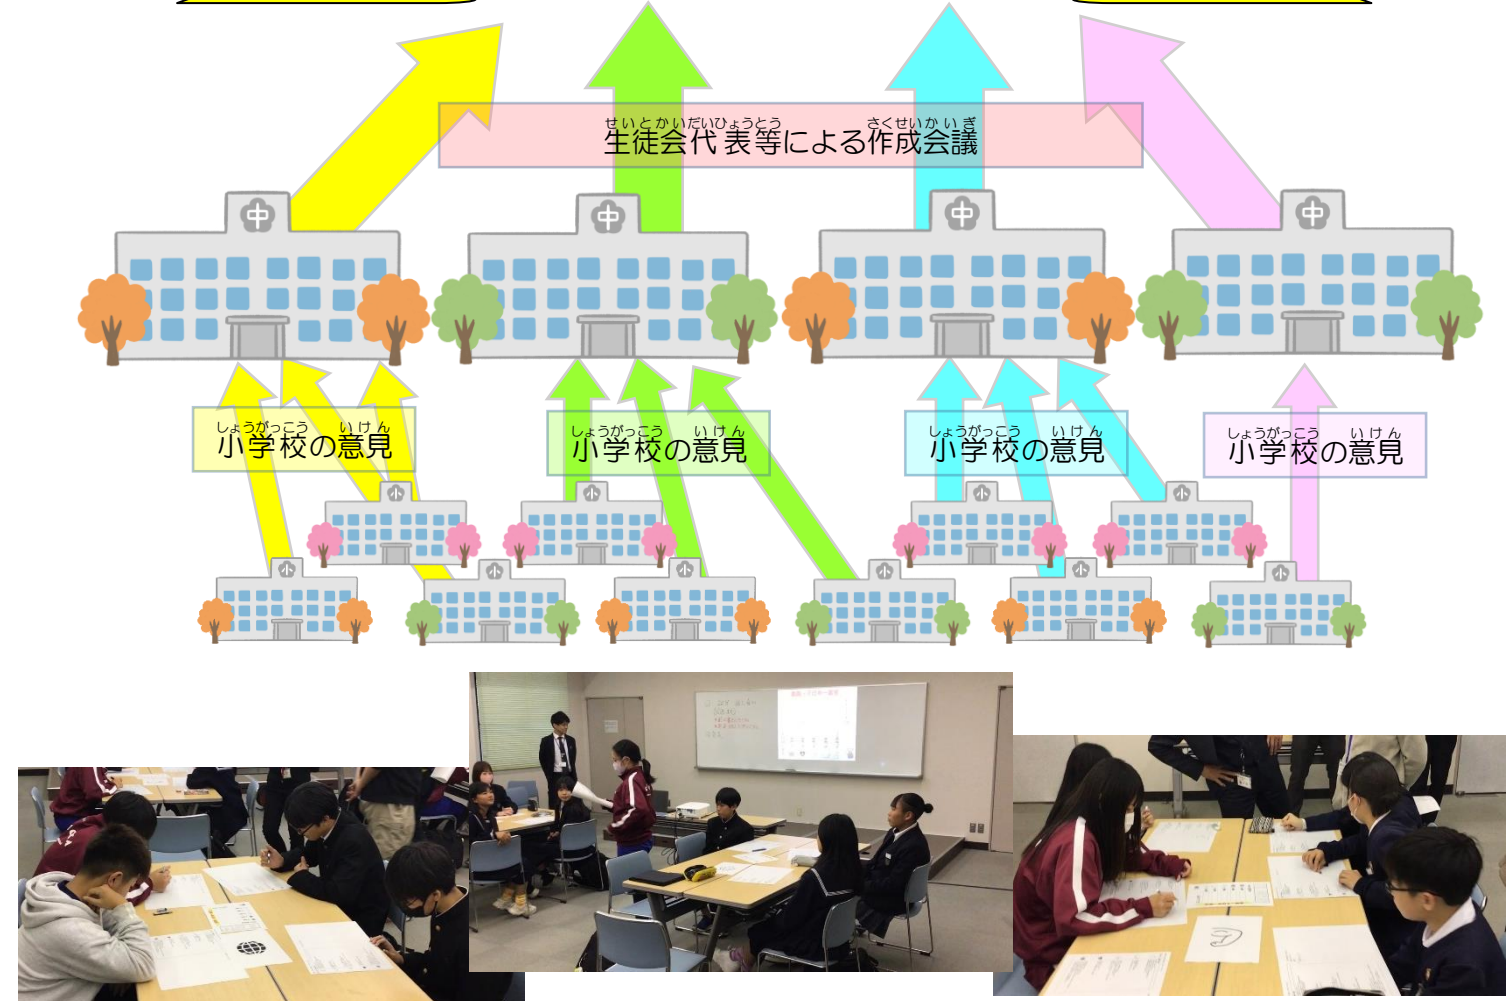 生徒会代表等による作成会議
せいとかいだいひょうとう さくせいかいぎ
中 中 中 中
小学校の意見
しょうがっこう いけん
小学校の意見
しょうがっこう いけん
小学校の意見
しょうがっこう いけん
小学校の意見
しょうがっこう いけん
小 小 小 小
小 小 小 小 小 小